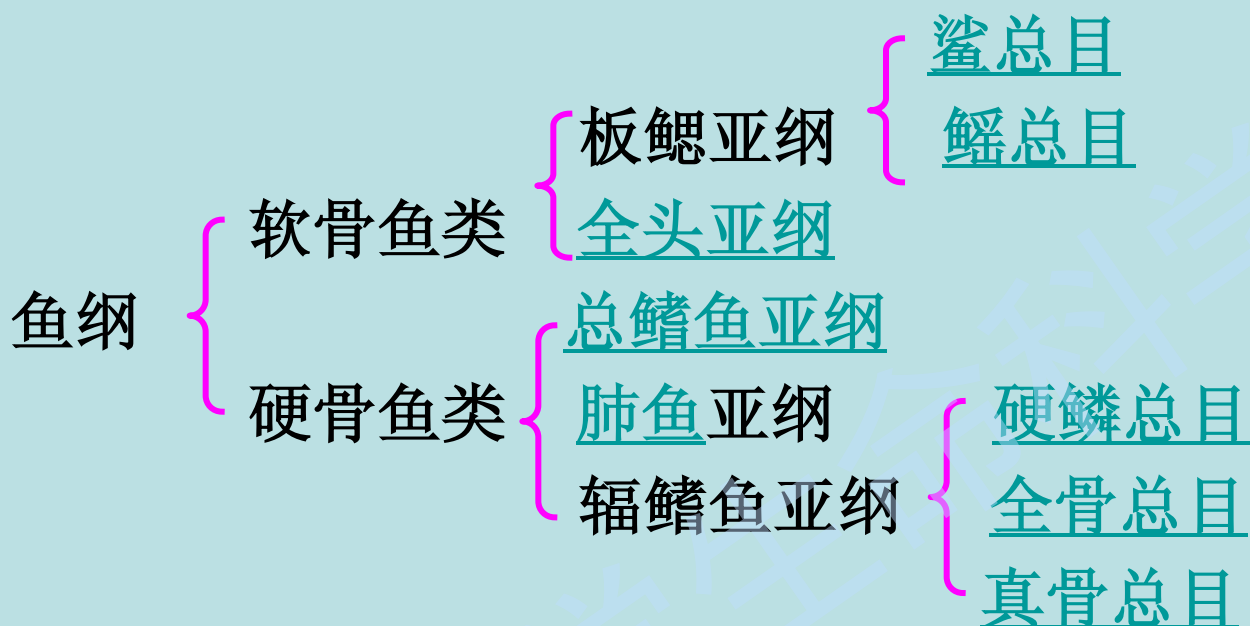 鲨总目
板鳃亚纲
鳐总目
软骨鱼类
全头亚纲
鱼纲
总鳍鱼亚纲
硬骨鱼类
肺鱼亚纲
硬鳞总目
辐鳍鱼亚纲
全骨总目
真骨总目